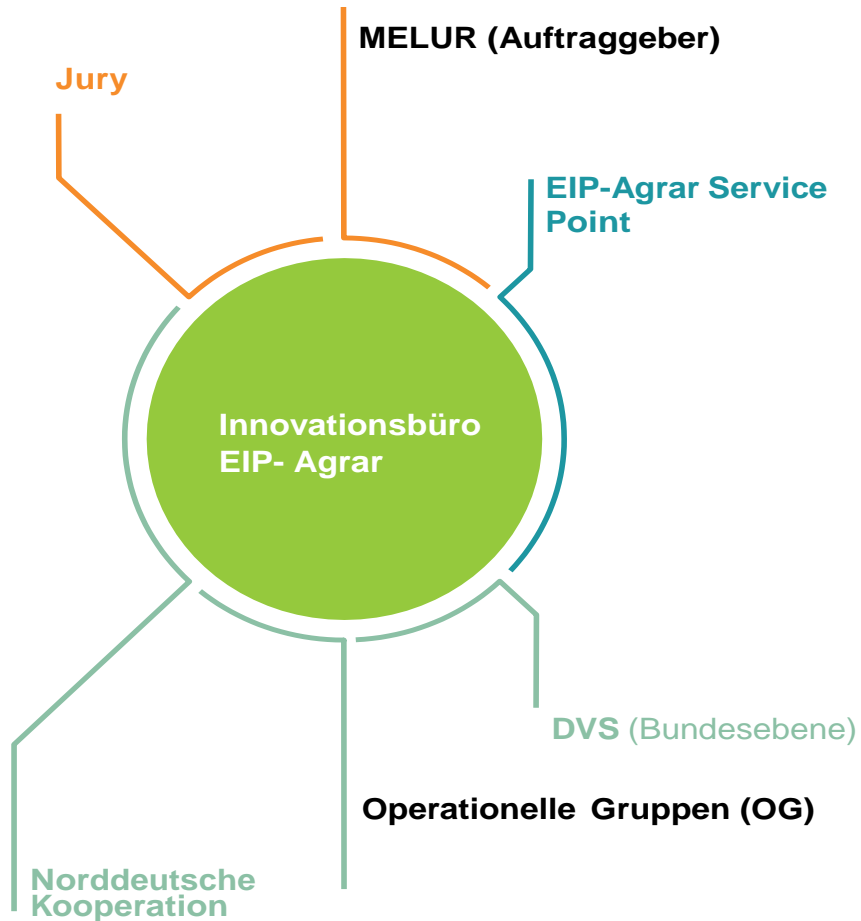 MELUR (Auftraggeber)
Jury
EIP-Agrar Service
Point
Innovationsbüro
EIP- Agrar
DVS (Bundesebene)
Operationelle Gruppen (OG)
Norddeutsche
Kooperation